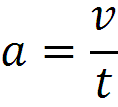 a = v/t